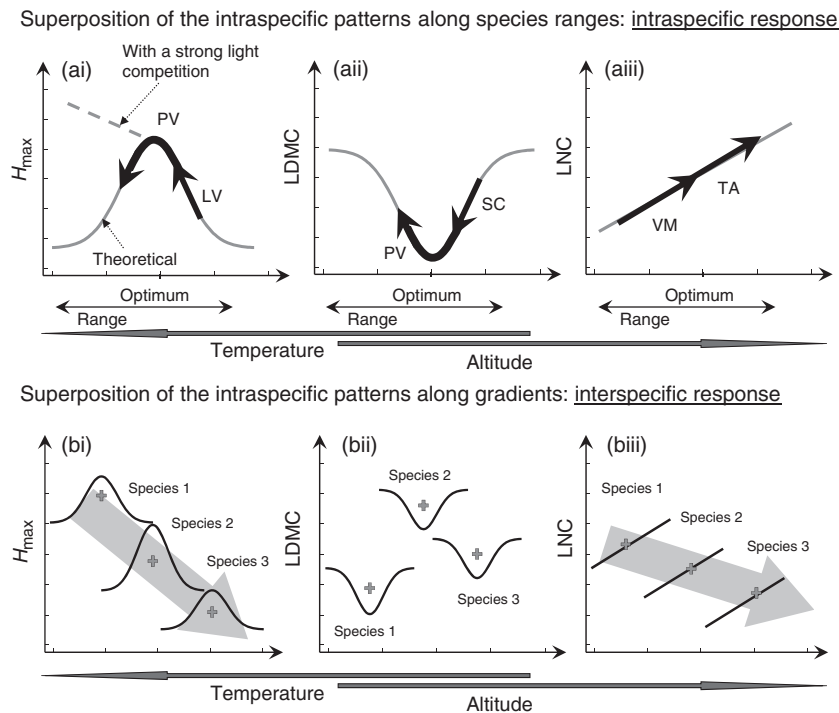 Superposition of the intraspecific patterns along species ranges: intraspecific response
(ai)
With a strong light
competition
PV
LV
Theoretical
Hmax
Optimum
Range
(aii)
LDMC
SC
PV
Optimum
Range
(aiii)
LNC
TA
VM
Optimum
Range
Temperature
Altitude
Superposition of the intraspecific patterns along gradients: interspecific response
(bi)
Hmax
Species 1
Species 2
Species 3
(bii)
LDMC
Species 2
Species 3
Species 1
(biii)
LNC
Species 1
Species 2
Species 3
Temperature
Altitude